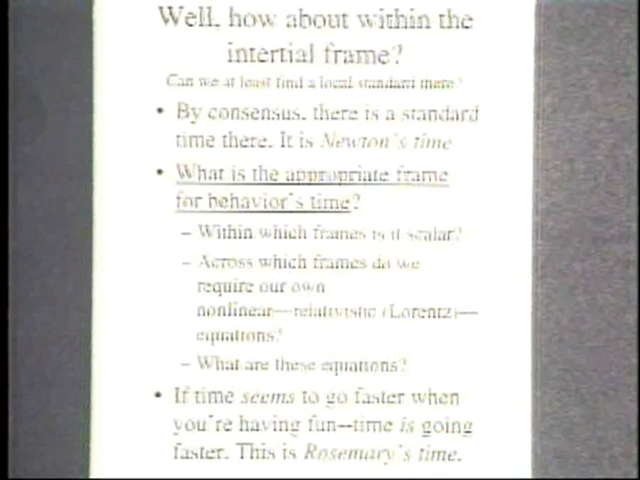 Well, how about within the
intertial frame?
Can we at least find a local standard there?
• By consensus, there is a standard
time there. It is Newton's time
• What is the appropriate frame
for behavior's time?
– Within which frames is it scalar?
– Across which frames do we
require our own
nonlinear—relativistic (Lorentz)—
equations?
– What are these equations?
• If time seems to go faster when
you're having fun–time is going
faster. This is Rosemary's time.